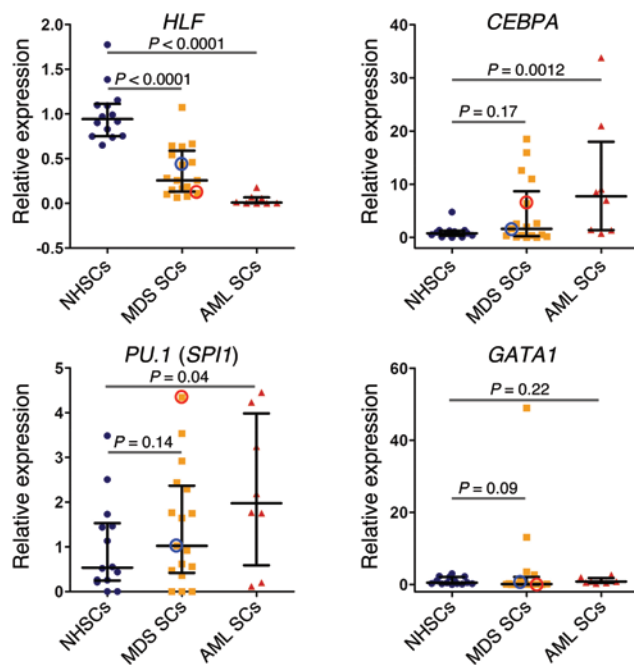 HLF
Relative expression
2.0
1.5
1.0
0.5
0.0
-0.5
P < 0.0001
P < 0.0001
NHSCs
MDS SCs
AML SCs
CEBPA
Relative expression
40
30
20
10
0
P = 0.0012
P = 0.17
NHSCs
MDS SCs
AML SCs
PU.1 (SPI1)
Relative expression
5
4
3
2
1
0
P = 0.04
P = 0.14
NHSCs
MDS SCs
AML SCs
GATA1
Relative expression
60
40
20
0
P = 0.22
P = 0.09
NHSCs
MDS SCs
AML SCs